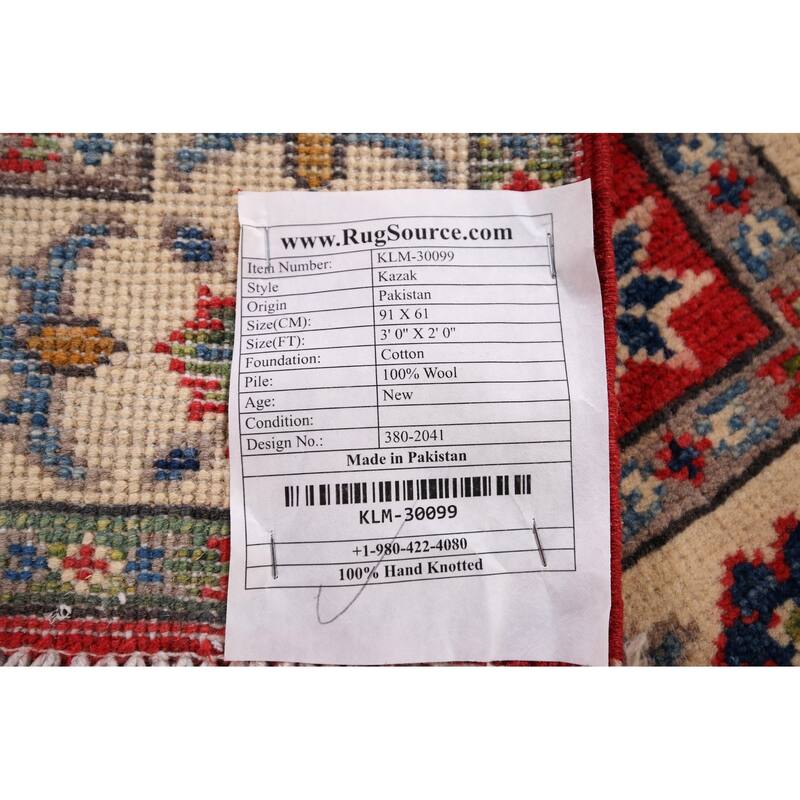 www.RugSource.com
Item Number: KLM-30099
Style Kazak
Origin Pakistan
Size(CM): 91 X 61
Size(FT): 3' 0" X 2' 0"
Foundation: Cotton
Pile: 100% Wool
Age: New
Condition:
Design No.: 380-2041
Made in Pakistan
KLM-30099
+1-980-422-4080
100% Hand Knotted